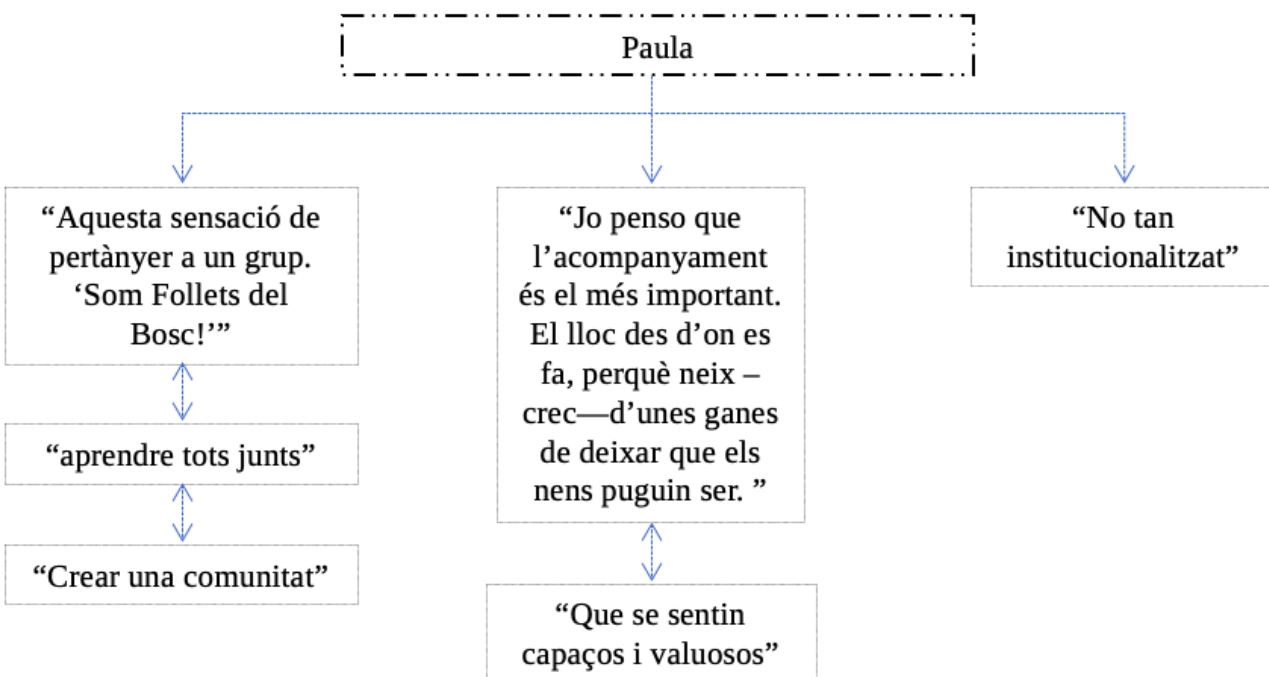 Paula
“Aquesta sensació de
pertànyer a un grup.
‘Som Follets del
Bosc!’”
“aprendre tots junts”
“Crear una comunitat”
“Jo penso que
l’acompanyament
és el més important.
El lloc des d’on es
fa, perquè neix –
crec—d’unes ganes
de deixar que els
nens puguin ser. ”
“Que se sentin
capaços i valuosos”
“No tan
institucionalitzat”